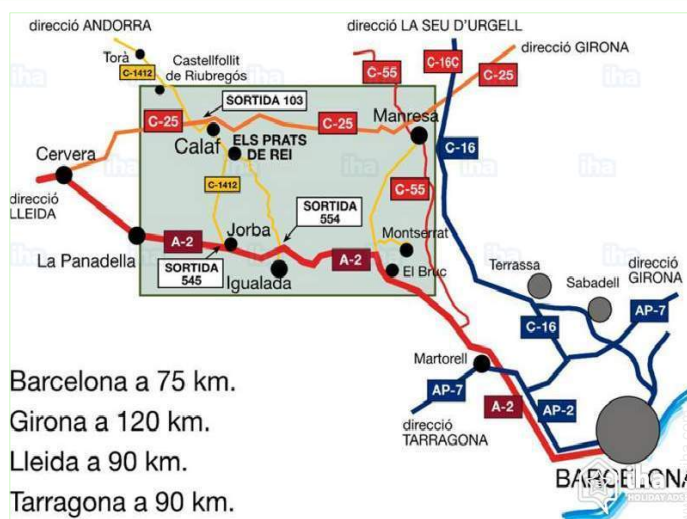 direcció ANDORRA
direcció LA SEU D'URGELL
direcció GIRONA
Torà
C-1412
Castellfollit
de Riubregós
C-55
C-16C
C-25
SORTIDA 103
C-25
C-25
Manresa
Calaf
ELS PRATS
DE REI
C-16
Cervera
C-1412
C-55
direcció
LLEIDA
Jorba
SORTIDA
554
Montserrat
A-2
A-2
La Panadella
SORTIDA
545
Igualada
El Bruc
Terrassa
Sabadell
direcció
GIRONA
C-16
AP-7
Martorell
AP-7
A-2
AP-2
direcció
TARRAGONA
BARCELONA
Barcelona a 75 km.
Girona a 120 km.
Lleida a 90 km.
Tarragona a 90 km.
iha
HOLIDAY ADS